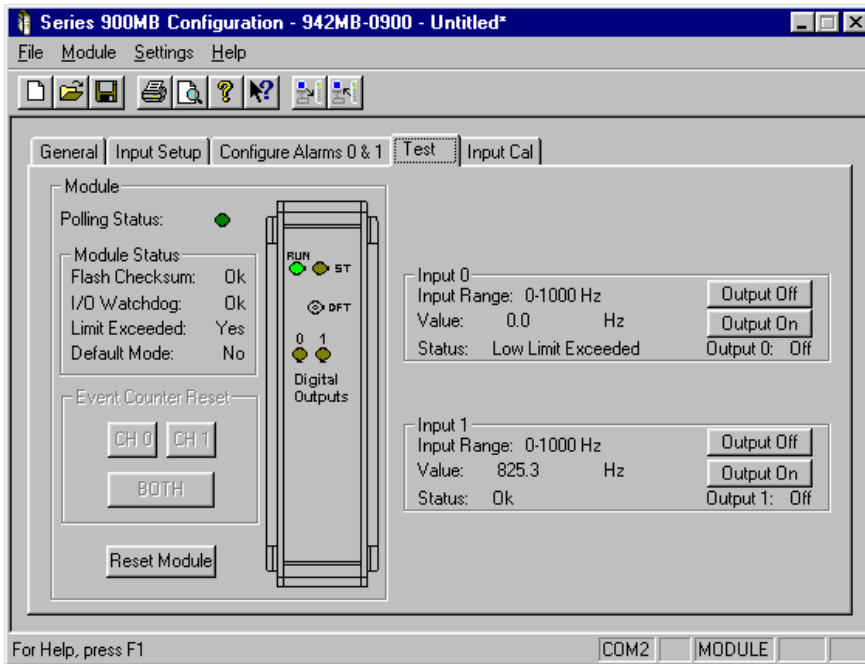 Series 900MB Configuration - 942MB-0900 - Untitled*
File Module Settings Help
General Input Setup Configure Alarms 0 & 1 Test Input Cal
Module
Polling Status:
Module Status
Flash Checksum: Ok
I/O Watchdog: Ok
Limit Exceeded: Yes
Default Mode: No
Event Counter Reset
CH 0 CH 1
BOTH
Reset Module
RUN ST
DFT
0 1
Digital
Outputs
Input 0
Input Range: 0-1000 Hz Output Off
Value: 0.0 Hz Output On
Status: Low Limit Exceeded Output 0: Off
Input 1
Input Range: 0-1000 Hz Output Off
Value: 825.3 Hz Output On
Status: Ok Output 1: Off
For Help, press F1 COM2 MODULE